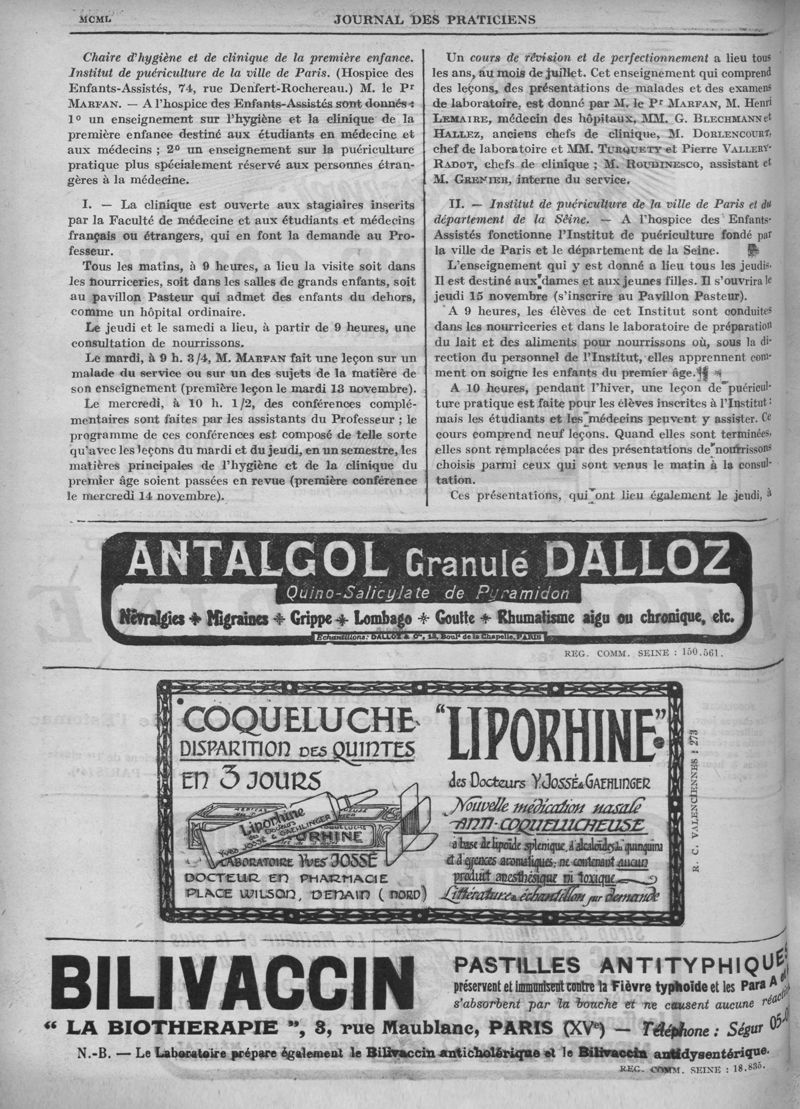 MCML
JOURNAL DES PRATICIENS
Chaire d'hygiène et de clinique de la première enfance.
Institut de puériculture de la ville de Paris. (Hospice des
Enfants-Assistés, 74, rue Denfert-Rochereau.) M. le Pr
MARFAN. — A l'hospice des Enfants-Assistés sont donnés :
1º un enseignement sur l'hygiène et la clinique de la
première enfance destiné aux étudiants en médecine et
aux médecins ; 2º un enseignement sur la puériculture
pratique plus spécialement réservé aux personnes étran-
gères à la médecine.
I. — La clinique est ouverte aux stagiaires inscrits
par la Faculté de médecine et aux étudiants et médecins
français ou étrangers, qui en font la demande au Pro-
fesseur.
Tous les matins, à 9 heures, a lieu la visite soit dans
les nourriceries, soit dans les salles de grands enfants, soit
au pavillon Pasteur qui admet des enfants du dehors,
comme un hôpital ordinaire.
Le jeudi et le samedi a lieu, à partir de 9 heures, une
consultation de nourrissons.
Le mardi, à 9 h. 3/4, M. MARFAN fait une leçon sur un
malade du service ou sur un des sujets de la matière de
son enseignement (première leçon le mardi 13 novembre).
Le mercredi, à 10 h. 1/2, des conférences complé-
mentaires sont faites par les assistants du Professeur ; le
programme de ces conférences est composé de telle sorte
qu'avec les leçons du mardi et du jeudi, en un semestre, les
matières principales de l'hygiène et de la clinique du
premier âge soient passées en revue (première conférence
le mercredi 14 novembre).
Un cours de révision et de perfectionnement a lieu tous
les ans, au mois de juillet. Cet enseignement qui comprend
des leçons, des présentations de malades et des examens
de laboratoire, est donné par M. le Pr MARFAN, M. Henri
LEMAIRE, médecin des hôpitaux, MM. G. BLECHMANN et
HALLEZ, anciens chefs de clinique, M. DORLENCOURT,
chef de laboratoire et MM. TURQUETY et Pierre VALLERY-
RADOT, chefs de clinique ; M. ROUDINESCO, assistant et
M. GRENIER, interne du service.
II. — Institut de puériculture de la ville de Paris et du
département de la Seine. — A l'hospice des Enfants-
Assistés fonctionne l'Institut de puériculture fondé par
la ville de Paris et le département de la Seine.
L'enseignement qui y est donné a lieu tous les jeudis.
Il est destiné aux dames et aux jeunes filles. Il s'ouvrira le
jeudi 15 novembre (s'inscrire au Pavillon Pasteur).
A 9 heures, les élèves de cet Institut sont conduites
dans les nourriceries et dans le laboratoire de préparation
du lait et des aliments pour nourrissons où, sous la di-
rection du personnel de l'Institut, elles apprennent com-
ment on soigne les enfants du premier âge.
A 10 heures, pendant l'hiver, une leçon de puéricul-
ture pratique est faite pour les élèves inscrites à l'Institut :
mais les étudiants et les médecins peuvent y assister. Ce
cours comprend neuf leçons. Quand elles sont terminées,
elles sont remplacées par des présentations de nourrissons
choisis parmi ceux qui sont venus le matin à la consul-
tation.
Ces présentations, qui ont lieu également le jeudi, à
ANTALGOL Granulé DALLOZ
Quino-Salicylate de Pyramidon
Névralgies ✦ Migraines ✦ Grippe ✦ Lombago ✦ Goutte ✦ Rhumatisme aigu ou chronique, etc.
Echantillons: DALLOZ & Cie, 13, Bould de la Chapelle, PARIS
REG. COMM. SEINE : 150.561.
COQUELUCHE
DISPARITION DES QUINTES
EN 3 JOURS
Liporhine
des Docteurs
YVES JOSSÉ & GAEHLINGER
COQUELUCHE
ORHINE
LABORATOIRE YVES JOSSÉ
DOCTEUR EN PHARMACIE
PLACE WILSON, DENAIN (NORD)
"LIPORHINE"
des Docteurs Y. JOSSÉ & GAEHLINGER
Nouvelle médication nasale
ANTI-COQUELUCHEUSE
à base de lipoïde splénique, d'alcaloïdes du quinquina
et d'essences aromatiques, ne contenant aucun
produit anesthésique ni toxique
Littérature & échantillon sur demande
R. C. VALENCIENNES : 273
BILIVACCIN
PASTILLES ANTITYPHIQUES
préservent et immunisent contre la Fièvre typhoïde et les Para A
s'absorbent par la bouche et ne causent aucune
“ LA BIOTHERAPIE ”, 3, rue Maublanc, PARIS (XVe) — Téléphone : Ségur 05-
N.-B. — Le Laboratoire prépare également le Bilivaccin anticholérique et le Bilivaccin antidysentérique.
REG. COMM. SEINE : 18.835.